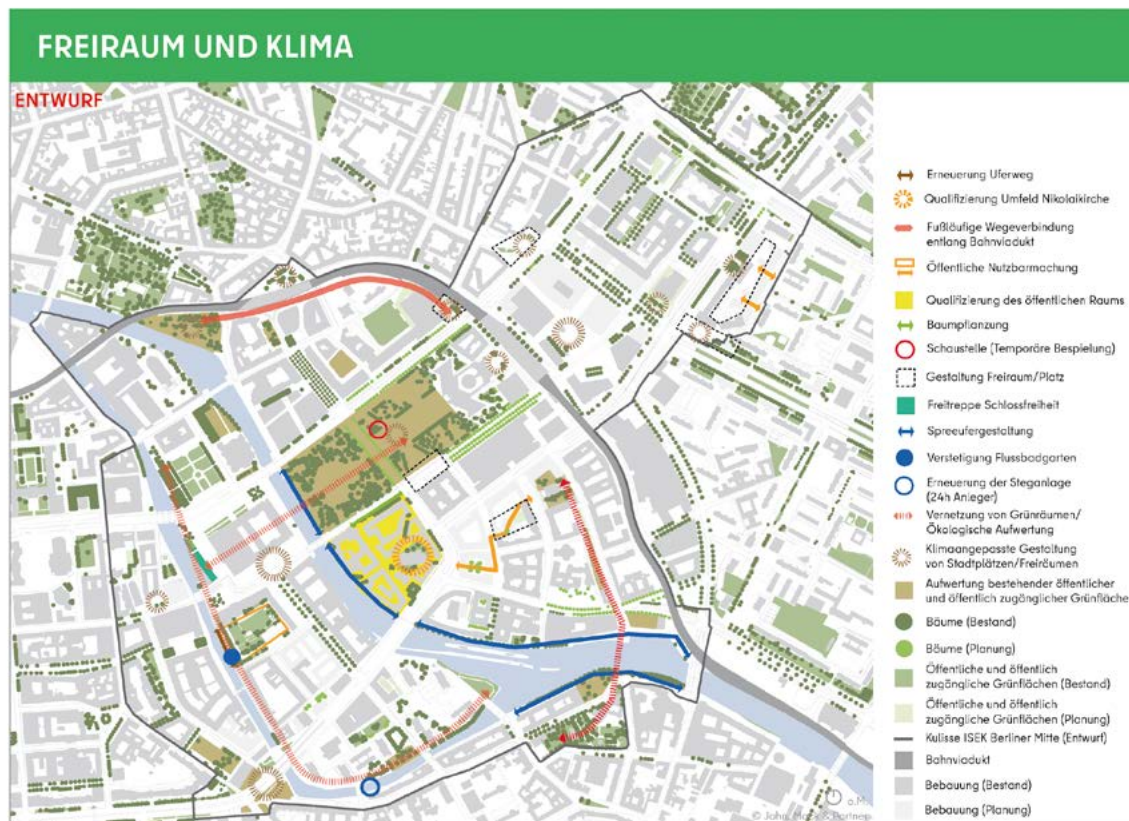 FREIRAUM UND KLIMA
ENTWURF
Erneuerung Uferweg
Qualifizierung Umfeld Nikolaikirche
Fußläufige Wegeverbindung
entlang Bahnviadukt
Öffentliche Nutzbarmachung
Qualifizierung des öffentlichen Raums
Baumpflanzung
Schaustelle (Temporäre Bespielung)
Gestaltung Freiraum/Platz
Freitreppe Schlossfreiheit
Spreeufergestaltung
Verstetigung Flussbadgarten
Erneuerung der Steganlage
(24h Anleger)
Vernetzung von Grünräumen/
Ökologische Aufwertung
Klimaangepasste Gestaltung
von Stadtplätzen/Freiräumen
Aufwertung bestehender öffentlicher
und öffentlich zugänglicher Grünfläche
Bäume (Bestand)
Bäume (Planung)
Öffentliche und öffentlich
zugängliche Grünflächen (Bestand)
Öffentliche und öffentlich
zugängliche Grünflächen (Planung)
Kulisse ISEK Berliner Mitte (Entwurf)
Bahnviadukt
Bebauung (Bestand)
Bebauung (Planung)
o.M.
© John, Mack & Partner